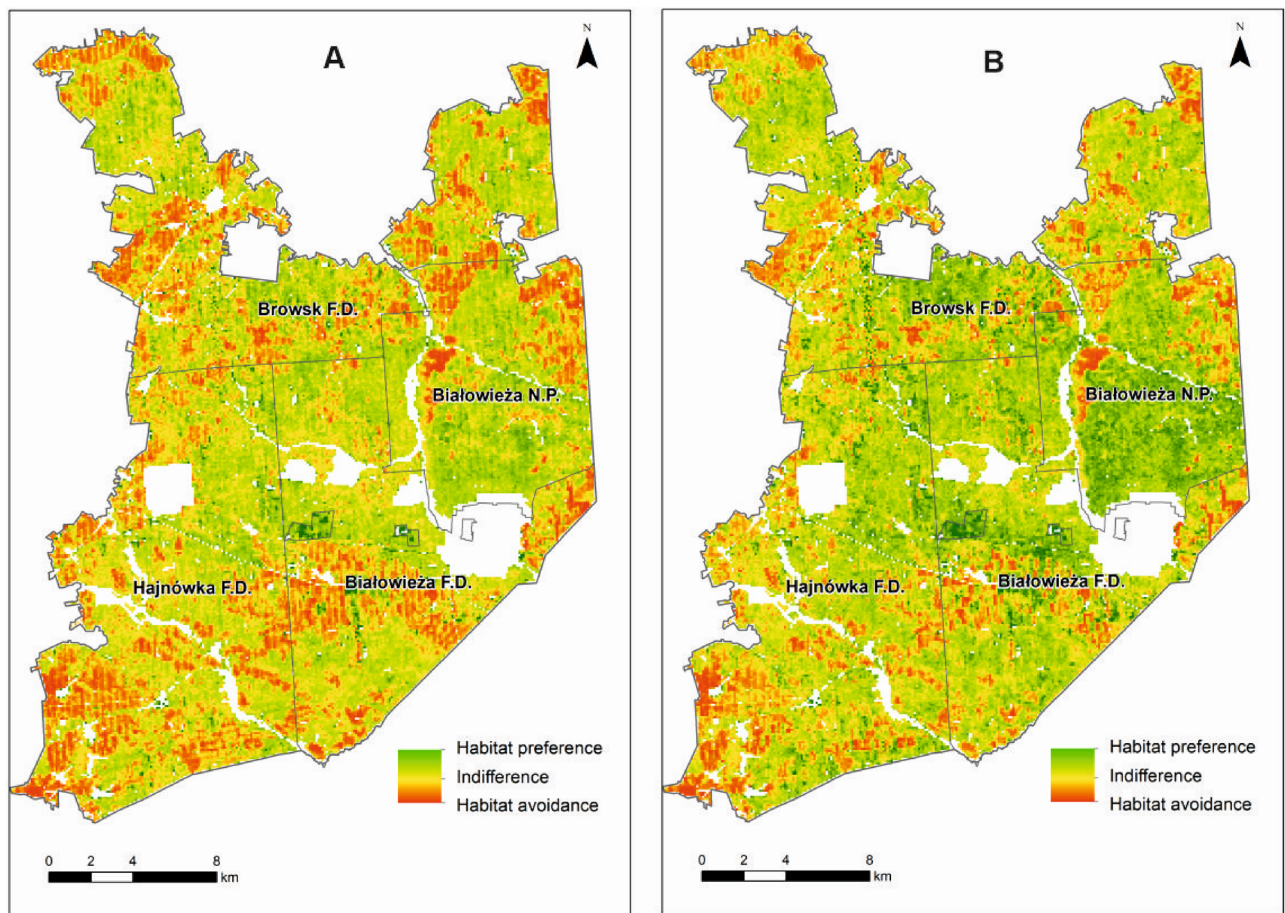 A
N
Browsk F.D.
Białowieża N.P.
Hajnówka F.D.
Białowieża F.D.
Habitat preference
Indifference
Habitat avoidance
0 2 4 8
km
B
N
Browsk F.D.
Białowieża N.P.
Hajnówka F.D.
Białowieża F.D.
Habitat preference
Indifference
Habitat avoidance
0 2 4 8
km